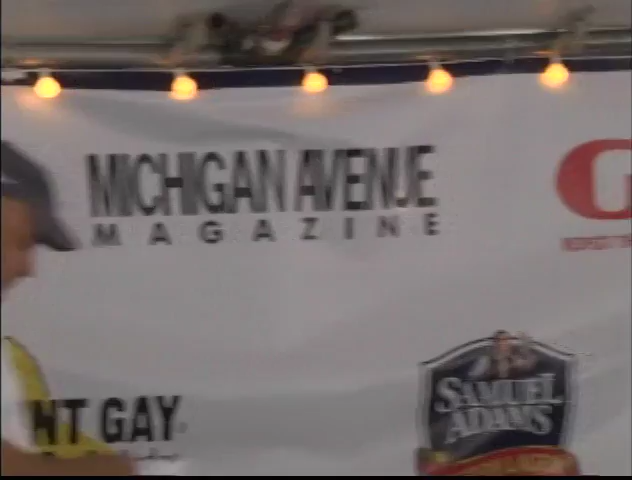 MICHIGAN AVENUE
MAGAZINE
G
NT GAY
SAMUEL
ADAMS